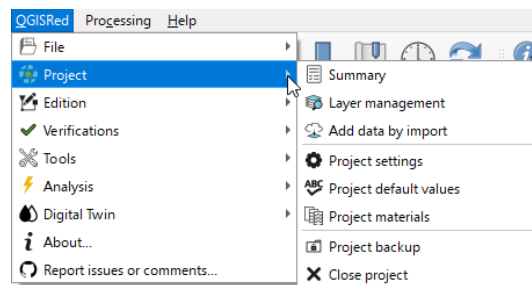 QGISRed Processing Help
File
Project
Edition
Verifications
Tools
Analysis
Digital Twin
About...
Report issues or comments...
Summary
Layer management
Add data by import
Project settings
ABC Project default values
Project materials
Project backup
Close project